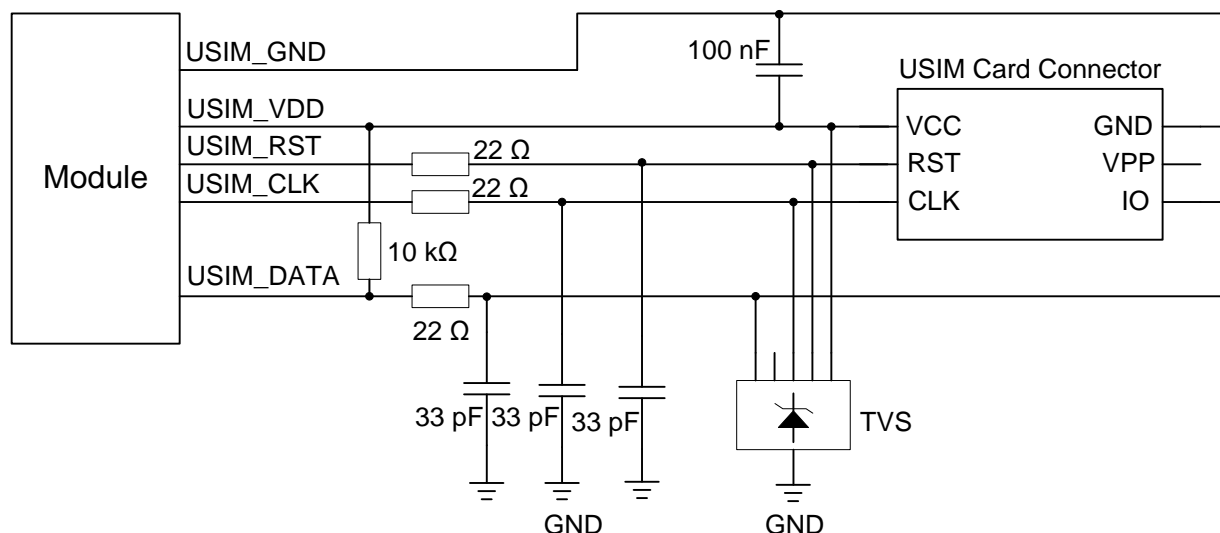 USIM_GND
100 nF
USIM Card Connector
USIM_VDD
VCC
GND
USIM_RST
22 Ω
RST
VPP
Module
USIM_CLK
22 Ω
CLK
IO
10 kΩ
USIM_DATA
22 Ω
33 pF
33 pF
33 pF
TVS
GND
GND